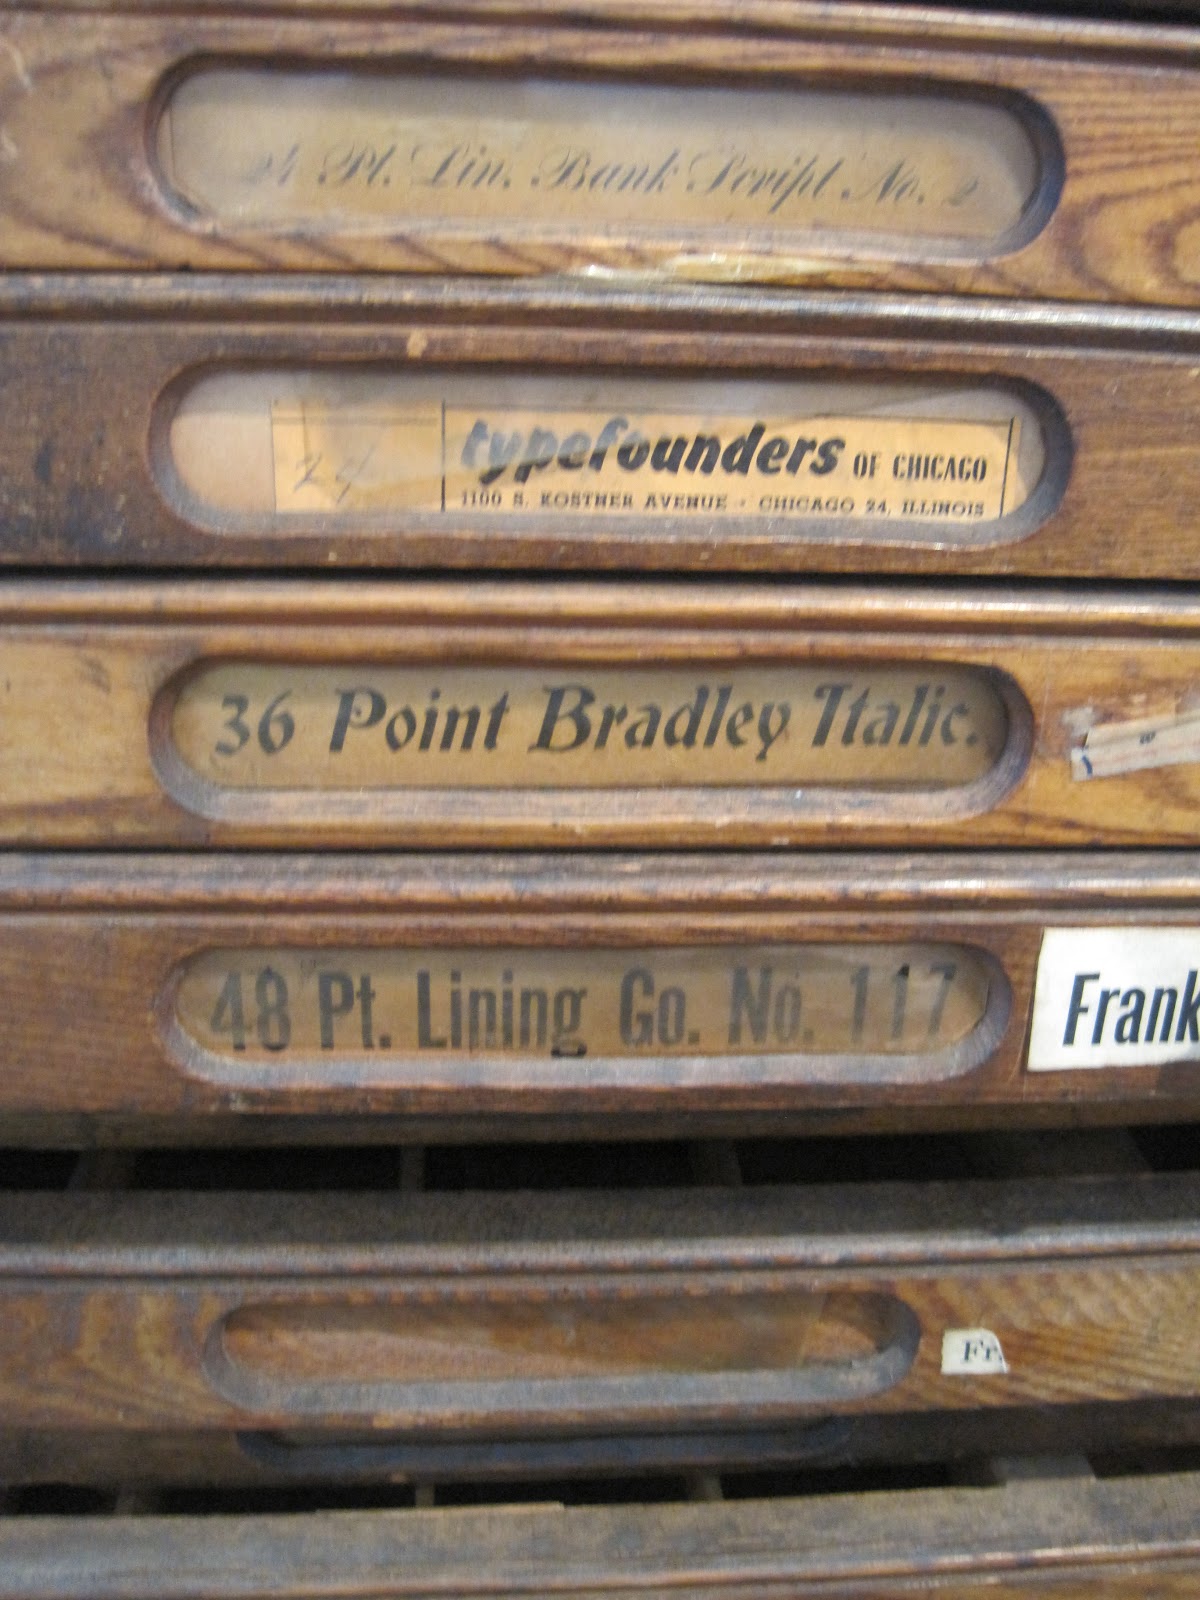 24 Pt. Lin. Bank Script No. 2
24
typefounders OF CHICAGO
1100 S. KOSTNER AVENUE · CHICAGO 24, ILLINOIS
36 Point Bradley Italic.
48 Pt. Lining Go. No. 117
Frank
Fr.